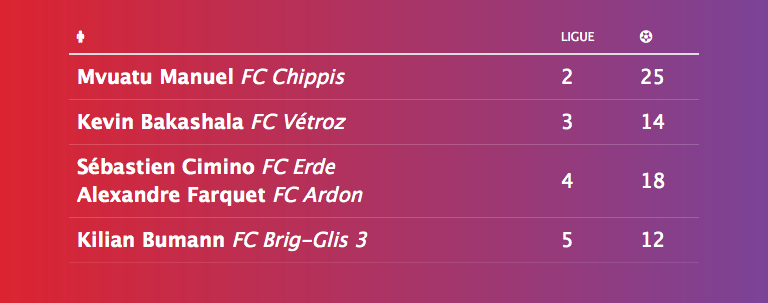 LIGUE
Mvuatu Manuel FC Chippis 2 25
Kevin Bakashala FC Vétroz 3 14
Sébastien Cimino FC Erde
Alexandre Farquet FC Ardon 4 18
Kilian Bumann FC Brig-Glis 3 5 12